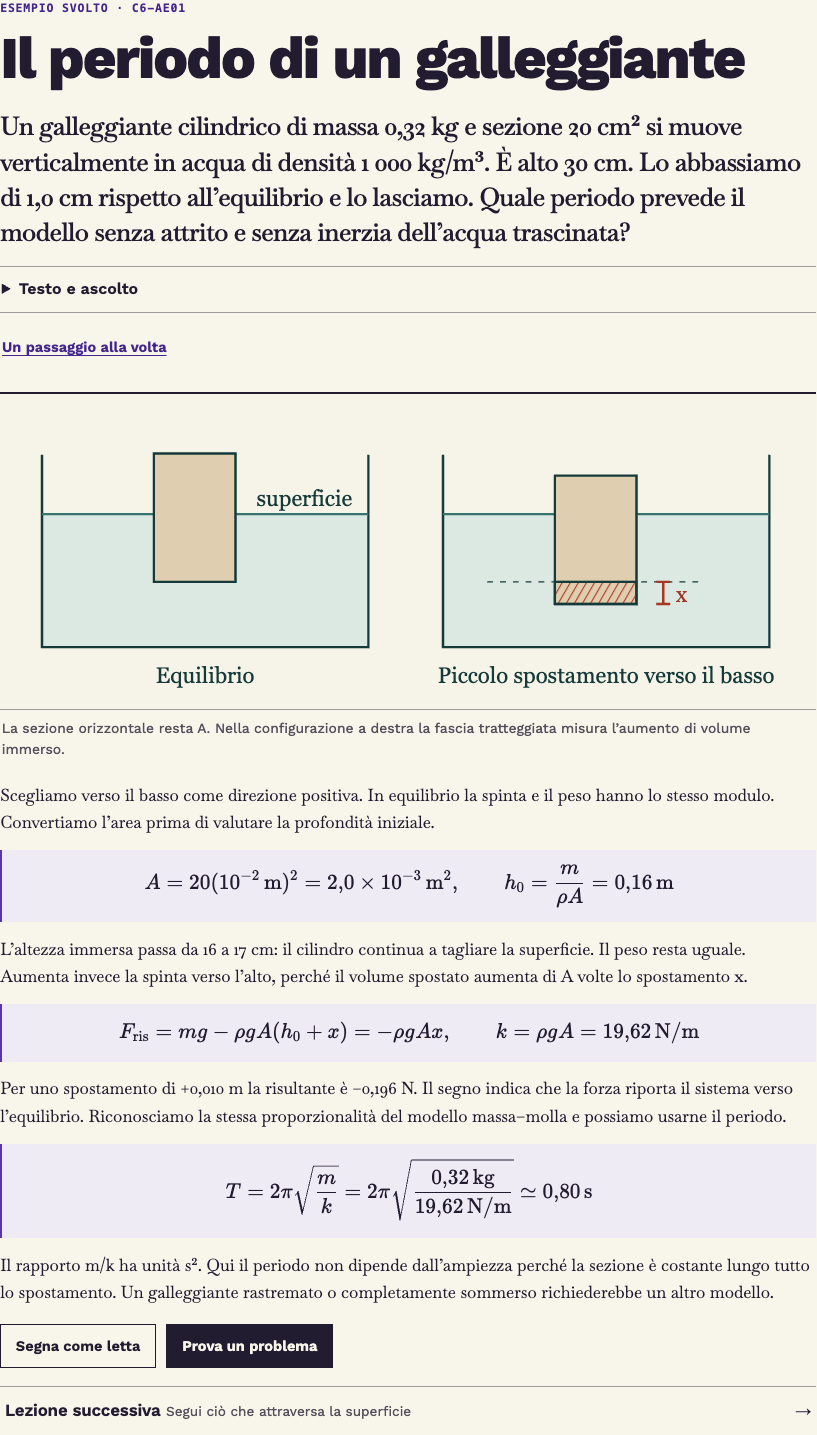 ESEMPIO SVOLTO · C6–AE01
Il periodo di un galleggiante
Un galleggiante cilindrico di massa 0,32 kg e sezione 20 cm² si muove
verticalmente in acqua di densità 1 000 kg/m³. È alto 30 cm. Lo abbassiamo
di 1,0 cm rispetto all’equilibrio e lo lasciamo. Quale periodo prevede il
modello senza attrito e senza inerzia dell’acqua trascinata?
▶ Testo e ascolto
Un passaggio alla volta
superficie
x
Equilibrio
Piccolo spostamento verso il basso
La sezione orizzontale resta A. Nella configurazione a destra la fascia tratteggiata misura l’aumento di volume
immerso.
Scegliamo verso il basso come direzione positiva. In equilibrio la spinta e il peso hanno lo stesso modulo.
Convertiamo l’area prima di valutare la profondità iniziale.
A = 20(10⁻² m)² = 2,0 × 10⁻³ m², h₀ = m/ρA = 0,16 m
L’altezza immersa passa da 16 a 17 cm: il cilindro continua a tagliare la superficie. Il peso resta uguale.
Aumenta invece la spinta verso l’alto, perché il volume spostato aumenta di A volte lo spostamento x.
F_ris = mg − ρgA(h₀ + x) = −ρgAx, k = ρgA = 19,62 N/m
Per uno spostamento di +0,010 m la risultante è −0,196 N. Il segno indica che la forza riporta il sistema verso
l’equilibrio. Riconosciamo la stessa proporzionalità del modello massa–molla e possiamo usarne il periodo.
T = 2π√(m/k) = 2π√(0,32 kg/19,62 N/m) ≃ 0,80 s
Il rapporto m/k ha unità s². Qui il periodo non dipende dall’ampiezza perché la sezione è costante lungo tutto
lo spostamento. Un galleggiante rastremato o completamente sommerso richiederebbe un altro modello.
Segna come letta
Prova un problema
Lezione successiva Segui ciò che attraversa la superficie →